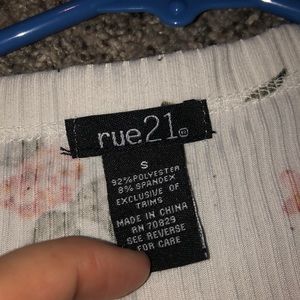 rue21
S
92% POLYESTER
8% SPANDEX
EXCLUSIVE OF
TRIMS
MADE IN CHINA
RN 70829
SEE REVERSE
FOR CARE